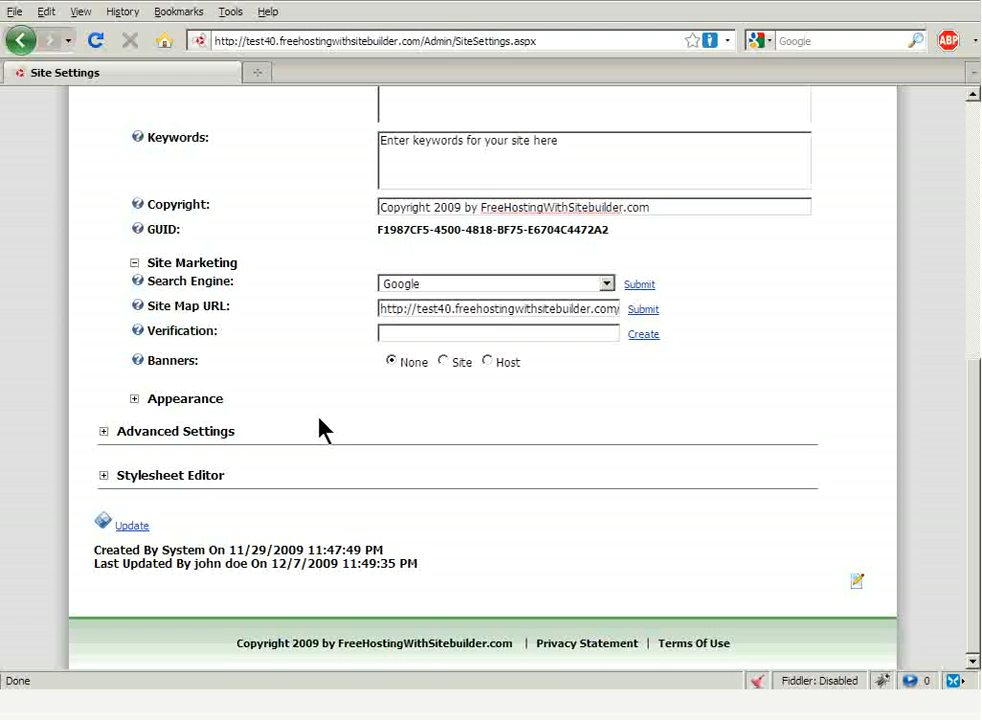 File Edit View History Bookmarks Tools Help
http://test40.freehostingwithsitebuilder.com/Admin/SiteSettings.aspx Google ABP
Site Settings
Keywords: Enter keywords for your site here
Copyright: Copyright 2009 by FreeHostingWithSitebuilder.com
GUID: F1987CF5-4500-4818-BF75-E6704C4472A2
Site Marketing
Search Engine: Google Submit
Site Map URL: http://test40.freehostingwithsitebuilder.com/ Submit
Verification: Create
Banners: None Site Host
Appearance
Advanced Settings
Stylesheet Editor
Update
Created By System On 11/29/2009 11:47:49 PM
Last Updated By john doe On 12/7/2009 11:49:35 PM
Copyright 2009 by FreeHostingWithSitebuilder.com | Privacy Statement | Terms Of Use
Done Fiddler: Disabled 0